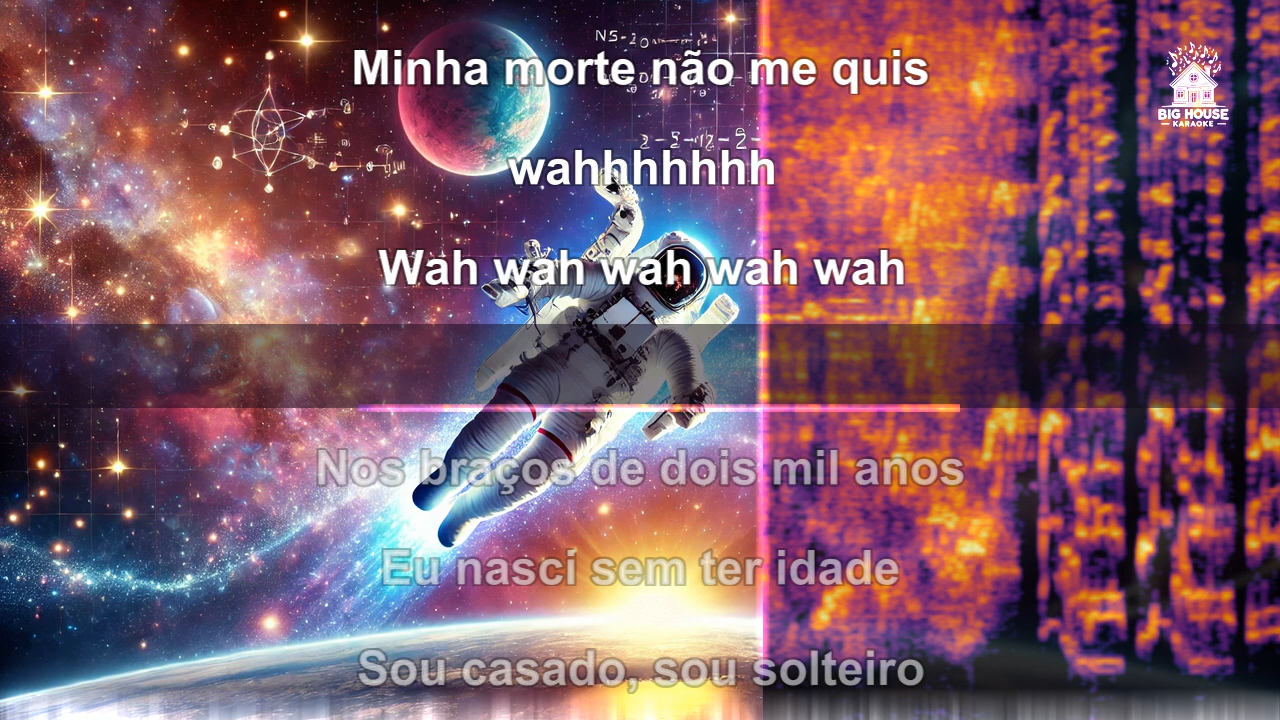 Minha morte não me quis
wahhhhhhh
Wah wah wah wah wah
Nos braços de dois mil anos
Eu nasci sem ter idade
Sou casado, sou solteiro
BIG HOUSE
KARAOKE